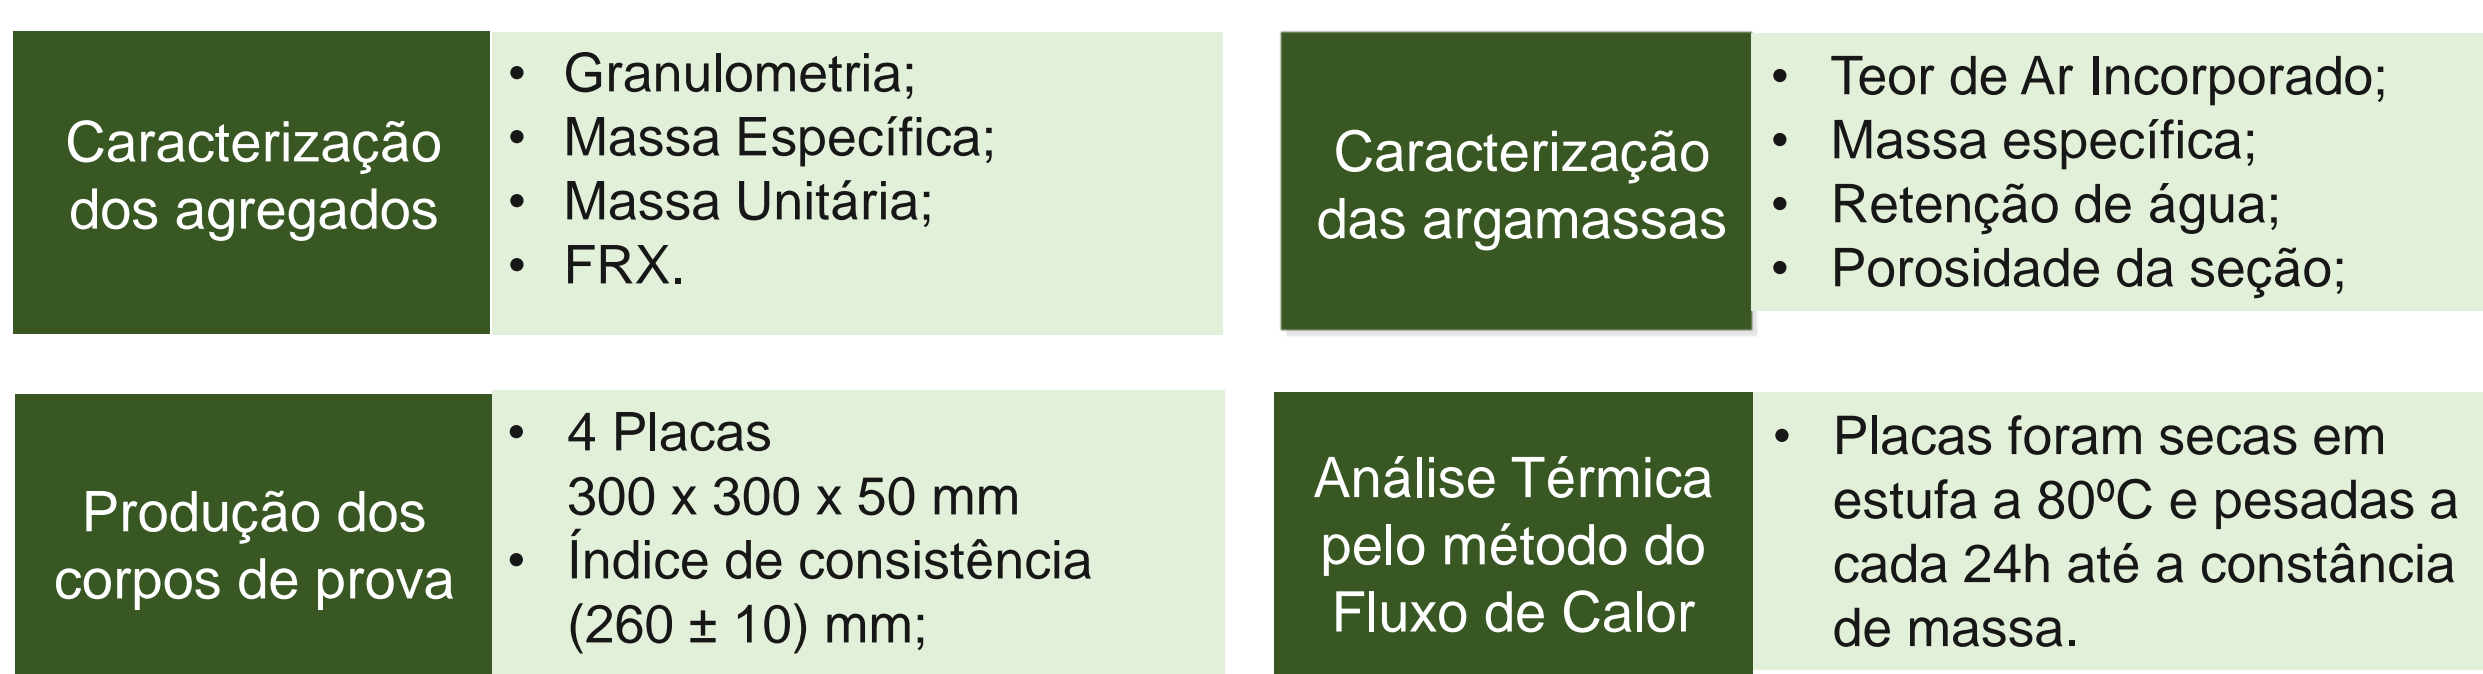 Caracterização
dos agregados
• Granulometria;
• Massa Específica;
• Massa Unitária;
• FRX.
Caracterização
das argamassas
• Teor de Ar Incorporado;
• Massa específica;
• Retenção de água;
• Porosidade da seção;
Produção dos
corpos de prova
• 4 Placas
300 x 300 x 50 mm
• Índice de consistência
(260 ± 10) mm;
Análise Térmica
pelo método do
Fluxo de Calor
• Placas foram secas em
estufa a 80ºC e pesadas a
cada 24h até a constância
de massa.